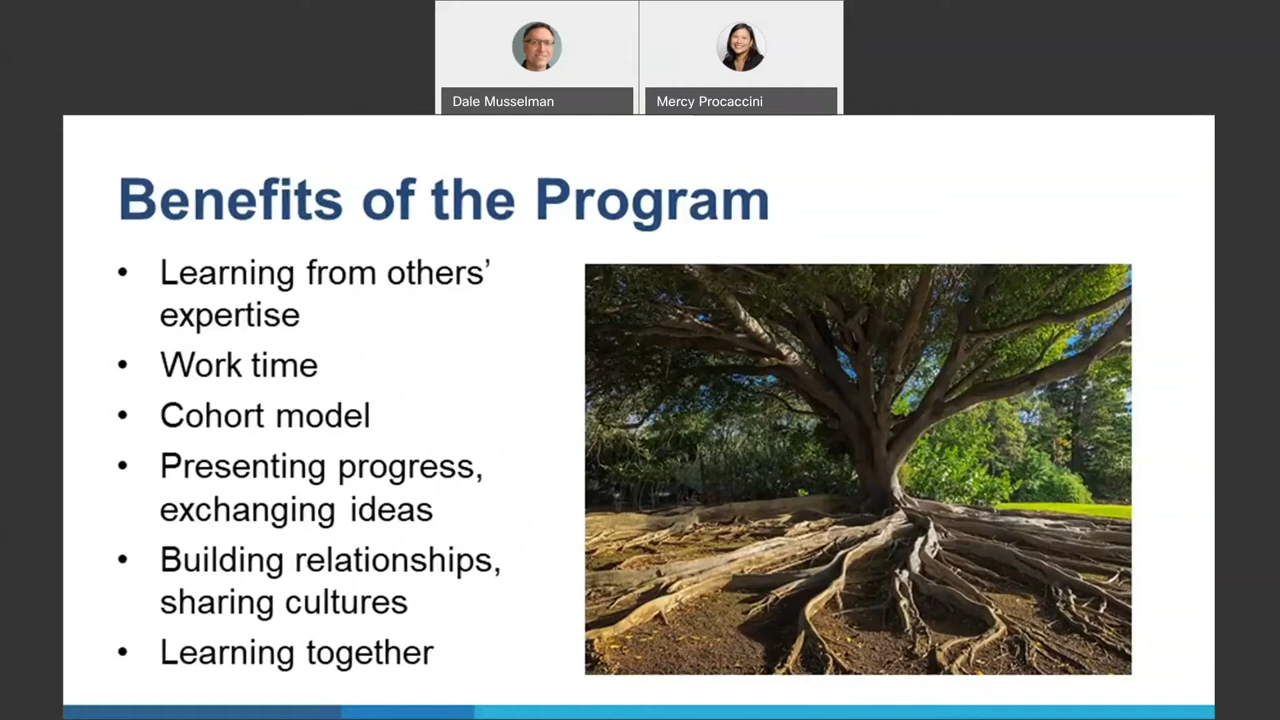 Dale Musselman
Mercy Procaccini
Benefits of the Program
• Learning from others’
expertise
• Work time
• Cohort model
• Presenting progress,
exchanging ideas
• Building relationships,
sharing cultures
• Learning together